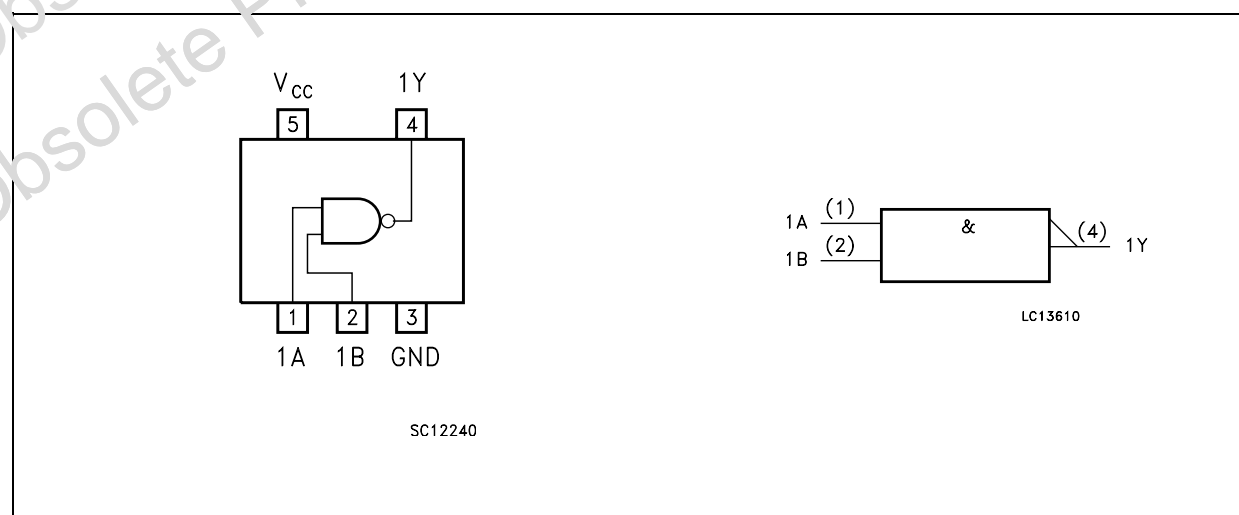 Obsolete Pr
V CC 1Y
5 4
1 2 3
1A 1B GND
SC12240
1A (1)
1B (2)
&
(4) 1Y
LC13610